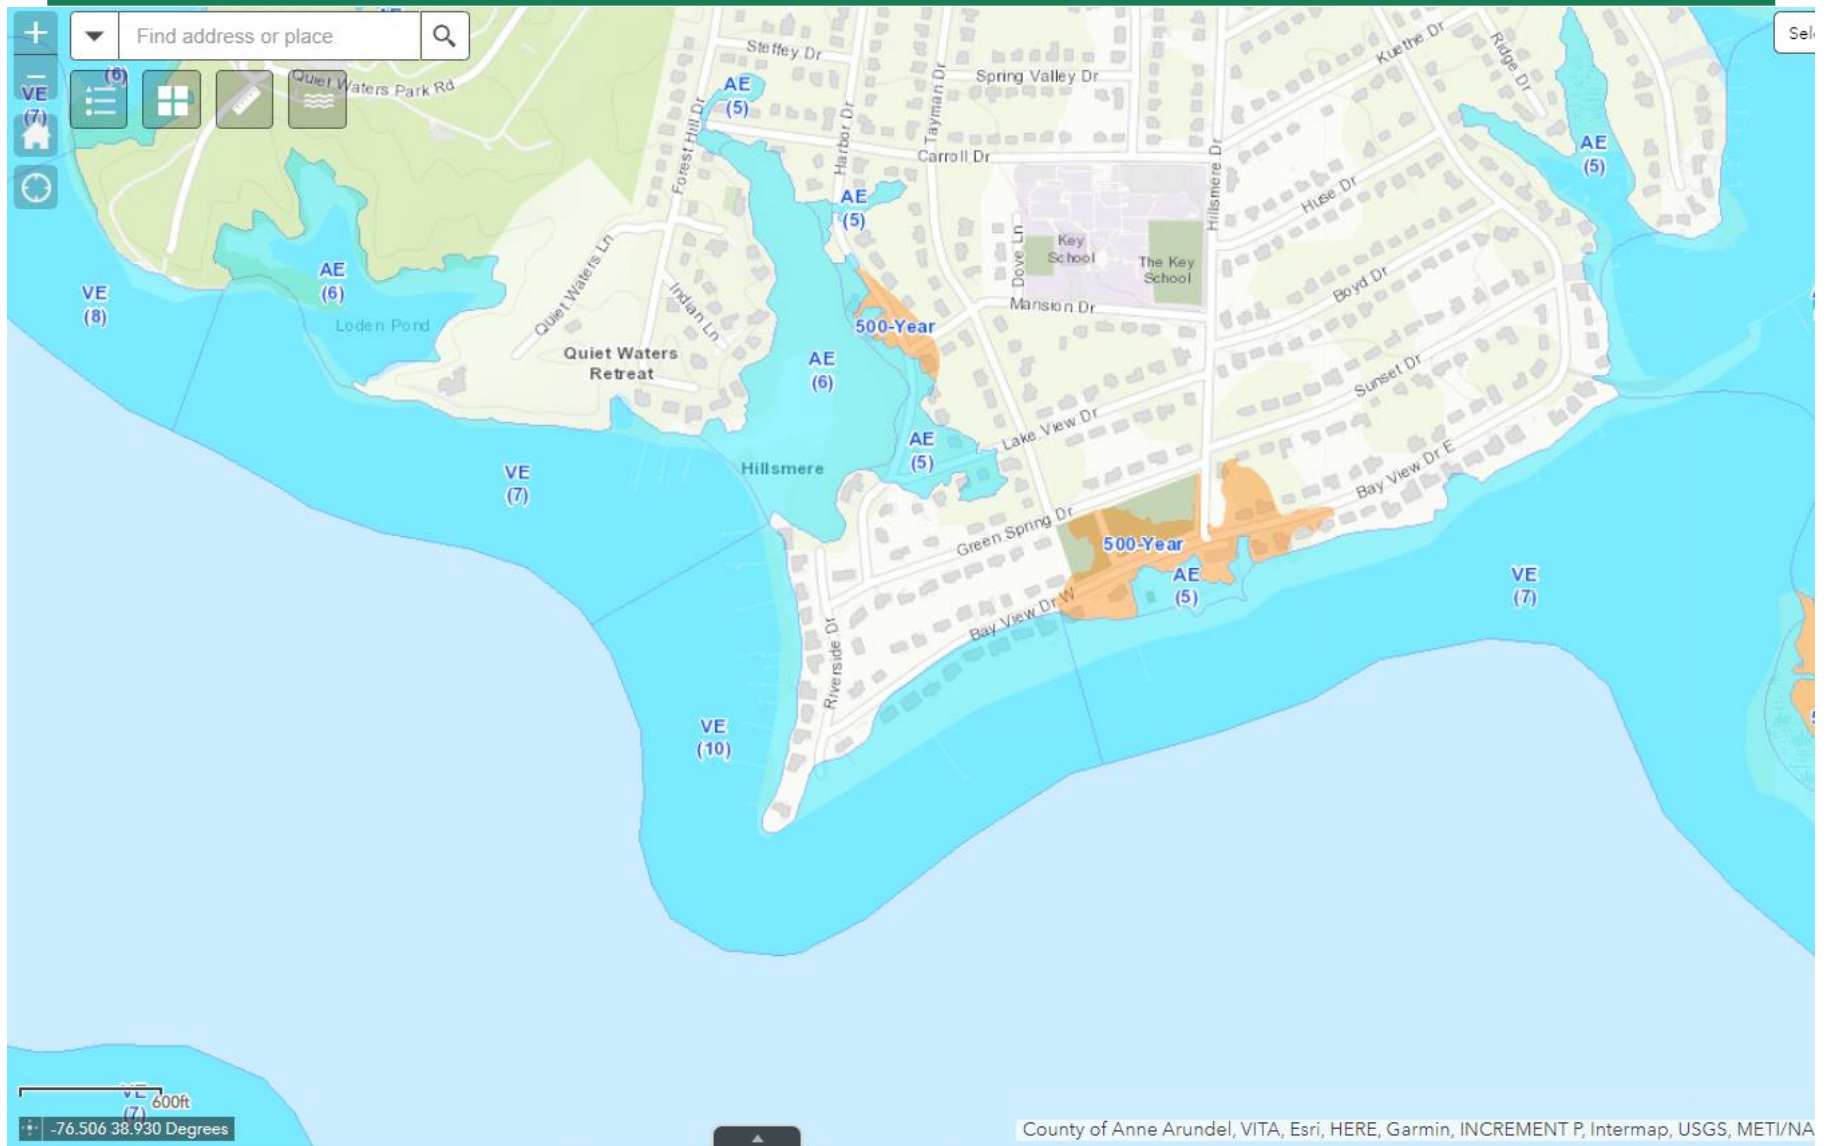 AE
+
Find address or place
Sele
(6)
VE
(7)
Quiet Waters Park Rd
Steffey Dr
Spring Valley Dr
Kuethe Dr
Ridge Dr
AE
(5)
Forest Hill Dr
Harbor Dr
Tayman Dr
Carroll Dr
Hillsmere Dr
AE
(5)
Huse Dr
AE
(5)
Key
School
The Key
School
Dove Ln
Quiet Waters Ln
Indian Ln
Mansion Dr
Boyd Dr
AE
(6)
VE
(8)
Loden Pond
500-Year
Quiet Waters
Retreat
AE
(6)
Sunset Dr
Lake View Dr
AE
(5)
Hillsmere
VE
(7)
Bay View Dr E
Green Spring Dr
500-Year
AE
(5)
VE
(7)
Bay View Dr W
Riverside Dr
VE
(10)
VE
(7)
600ft
-76.506 38.930 Degrees
County of Anne Arundel, VITA, Esri, HERE, Garmin, INCREMENT P, Intermap, USGS, METI/NA